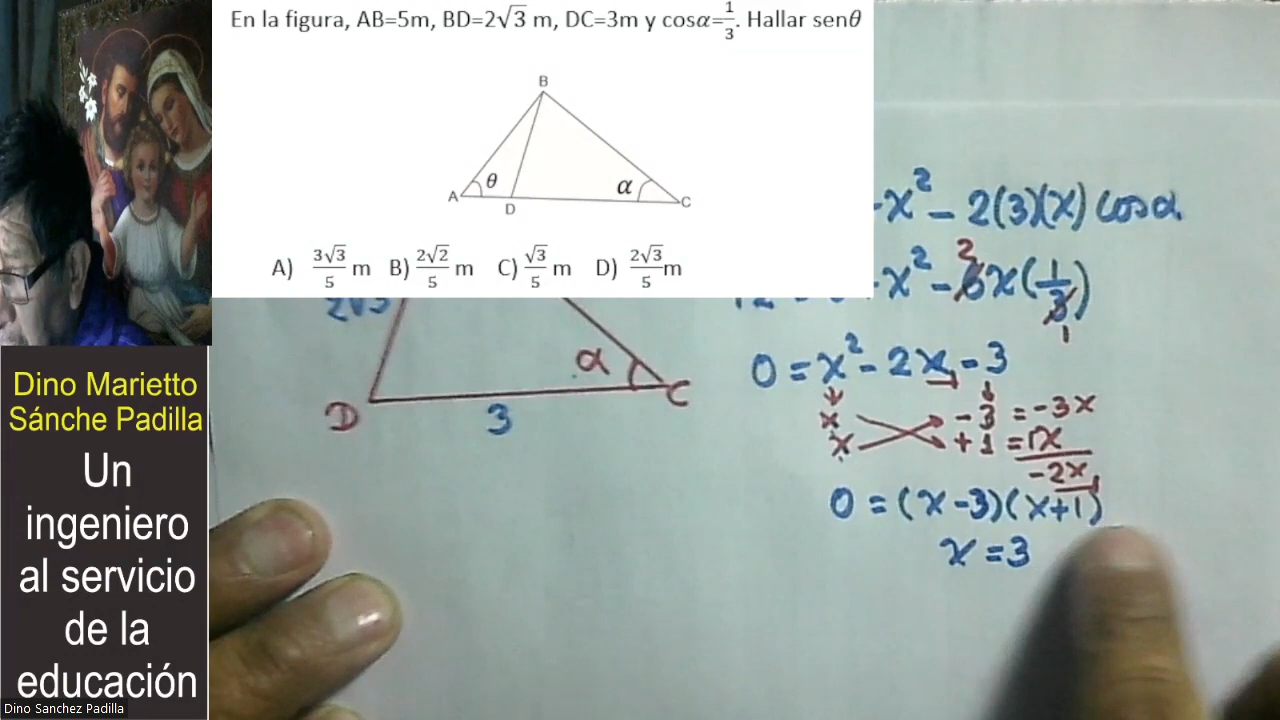 En la figura, AB=5m, BD=2√3 m, DC=3m y cosα=1/3. Hallar senθ
B
θ
α
A
D
C
A) 3√3/5 m B) 2√2/5 m C) √3/5 m D) 2√3/5 m
x² - 2(3)(x) cosα
x² - 6x(1/3)
2
1
α
D
3
C
0 = x² - 2x - 3
x - 3 = -3x
x + 1 = 1x
-2x
0 = (x-3)(x+1)
x = 3
Dino Marietto
Sánche Padilla
Un
ingeniero
al servicio
de la
educación
Dino Sanchez Padilla